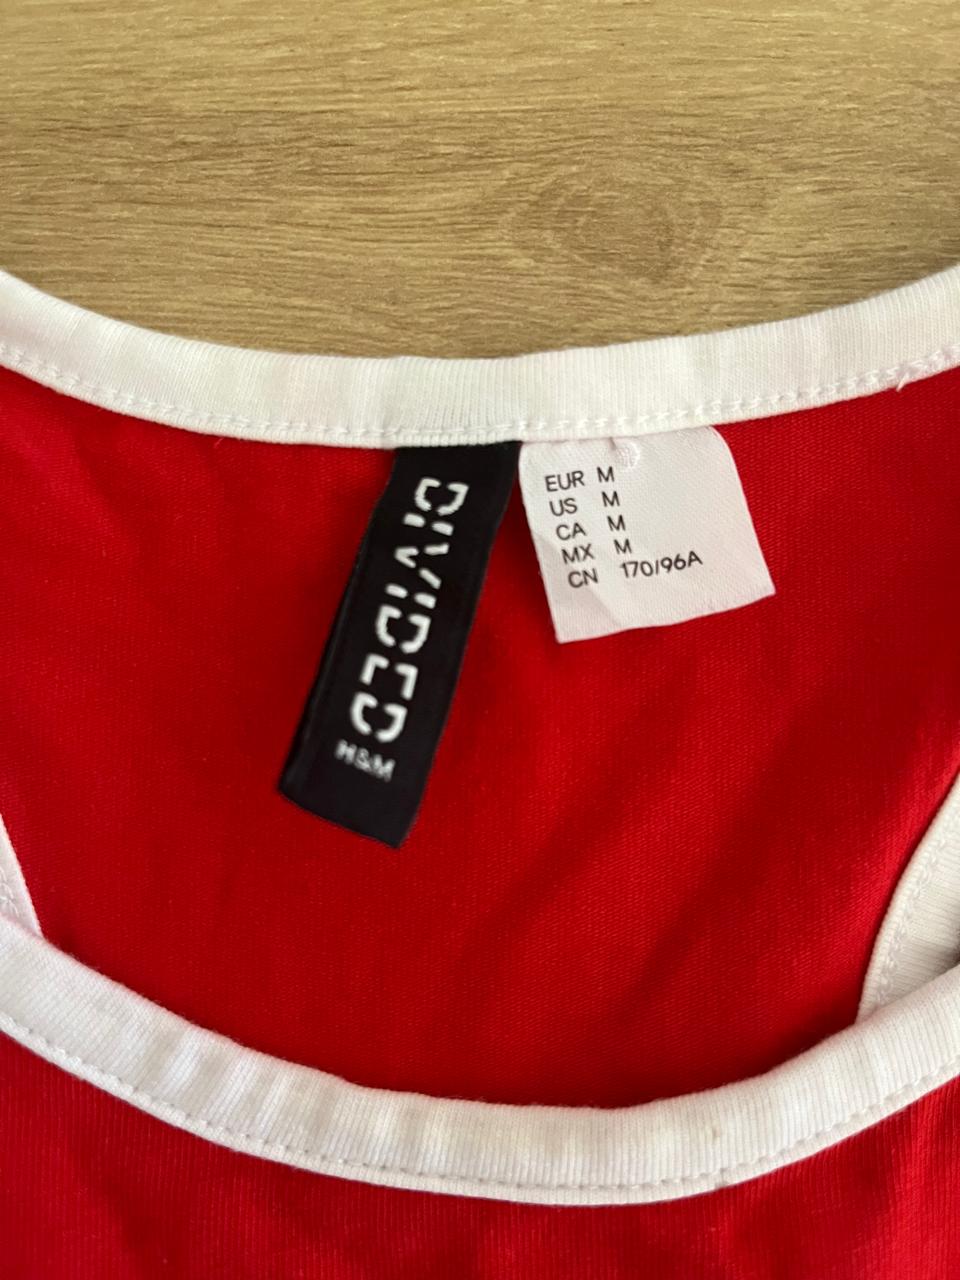 DIVIDED
H&M
EUR M
US M
CA M
MX M
CN 170/96A